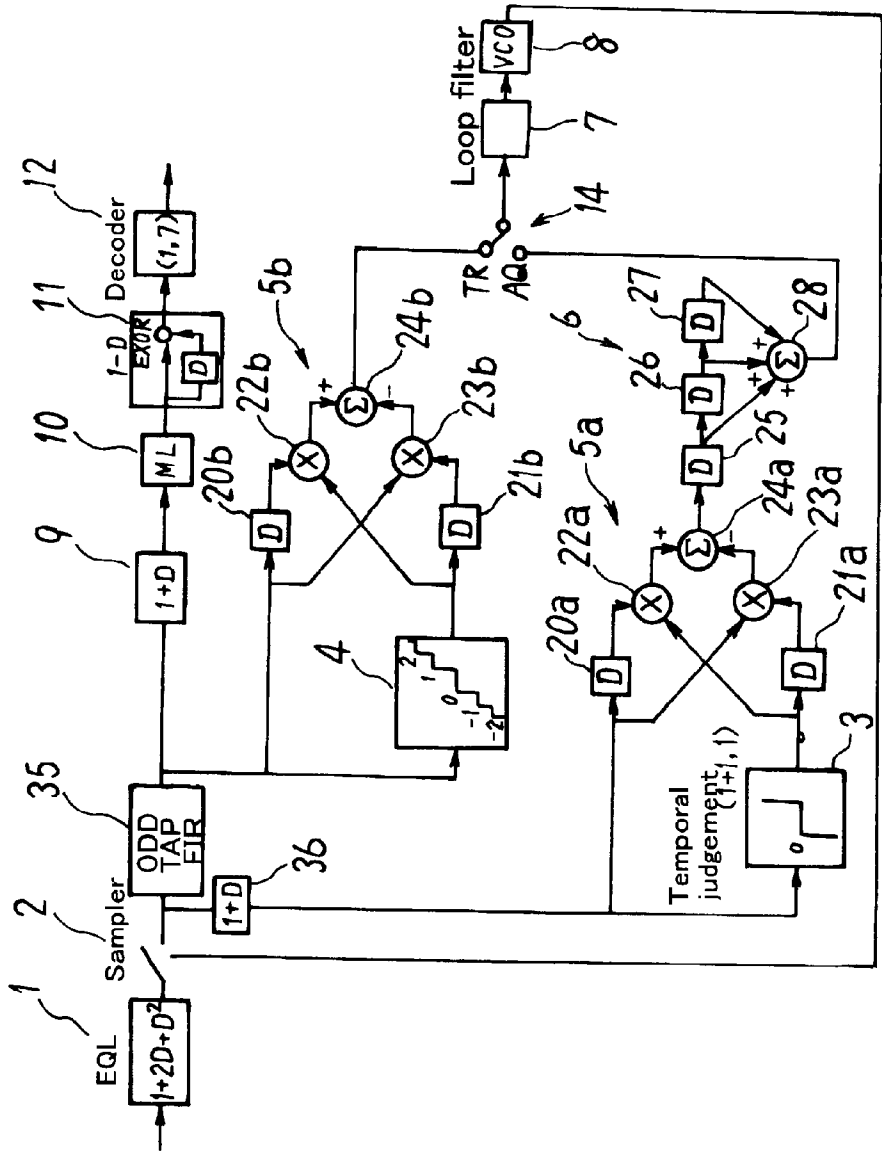 1
EQL
1+2D+D²
2
Sampler
35
ODD
TAP
FIR
36
1+D
9
1+D
10
ML
11
1-D
EXOR
D
12
Decoder
(1,7)
4
2
1
0
-1
-2
20b
D
21b
D
22b
X
23b
X
24b
Σ
+
-
5b
Temporal
judgement
(1+1,1)
0
3
20a
D
21a
D
22a
X
23a
X
24a
Σ
+
-
5a
25
D
26
D
27
D
6
28
Σ
+
+
+
TR
AQ
14
Loop filter
7
VCO
8